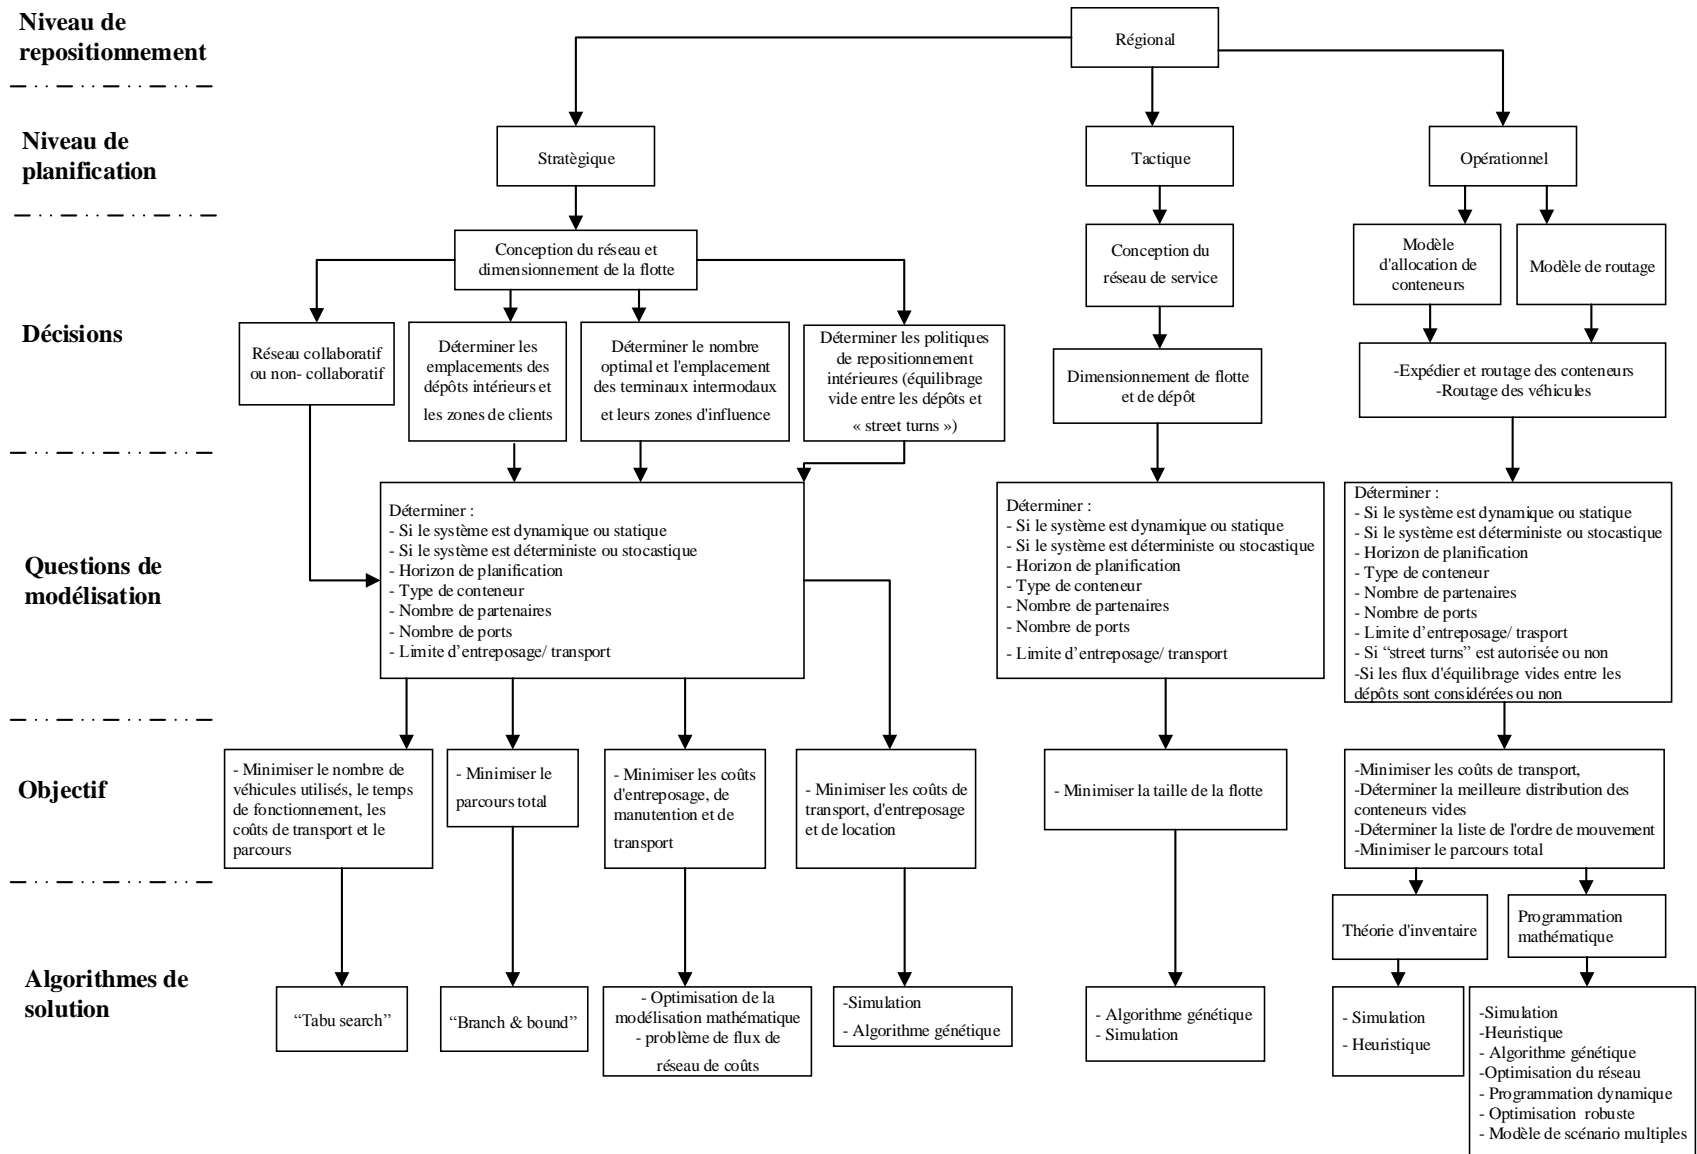 Niveau de
repositionnement
Régional
Niveau de
planification
Stratègique
Tactique
Opérationnel
Décisions
Conception du réseau et
dimensionnement de la flotte
Conception du
réseau de service
Modèle
d'allocation de
conteneurs
Modèle de routage
Réseau collaboratif
ou non- collaboratif
Déterminer les
emplacements des
dépôts intérieurs et
les zones de clients
Déterminer le nombre
optimal et l'emplacement
des terminaux intermodaux
et leurs zones d'influence
Déterminer les politiques
de repositionnement
intérieures (équilibrage
vide entre les dépôts et
« street turns »)
Dimensionnement de flotte
et de dépôt
-Expédier et routage des conteneurs
-Routage des véhicules
Questions de
modélisation
Déterminer :
- Si le système est dynamique ou statique
- Si le système est déterministe ou stocastique
- Horizon de planification
- Type de conteneur
- Nombre de partenaires
- Nombre de ports
- Limite d’entreposage/ transport
Déterminer :
- Si le système est dynamique ou statique
- Si le système est déterministe ou stocastique
- Horizon de planification
- Type de conteneur
- Nombre de partenaires
- Nombre de ports
- Limite d’entreposage/ transport
Déterminer :
- Si le système est dynamique ou statique
- Si le système est déterministe ou stocastique
- Horizon de planification
- Type de conteneur
- Nombre de partenaires
- Nombre de ports
- Limite d’entreposage/ trasport
- Si “street turns” est autorisée ou non
-Si les flux d'équilibrage vides entre les
dépôts sont considérées ou non
Objectif
- Minimiser le nombre de
véhicules utilisés, le temps
de fonctionnement, les
coûts de transport et le
parcours
- Minimiser le
parcours total
- Minimiser les coûts
d'entreposage, de
manutention et de
transport
- Minimiser les coûts de
transport, d'entreposage
et de location
- Minimiser la taille de la flotte
-Minimiser les coûts de transport,
-Déterminer la meilleure distribution des
conteneurs vides
-Déterminer la liste de l'ordre de mouvement
-Minimiser le parcours total
Algorithmes de
solution
Théorie d'inventaire
Programmation
mathématique
“Tabu search”
“Branch & bound”
- Optimisation de la
modélisation mathématique
- problème de flux de
réseau de coûts
-Simulation
- Algorithme génétique
- Algorithme génétique
- Simulation
- Simulation
- Heuristique
-Simulation
-Heuristique
- Algorithme génétique
-Optimisation du réseau
- Programmation dynamique
- Optimisation robuste
- Modèle de scénario multiples